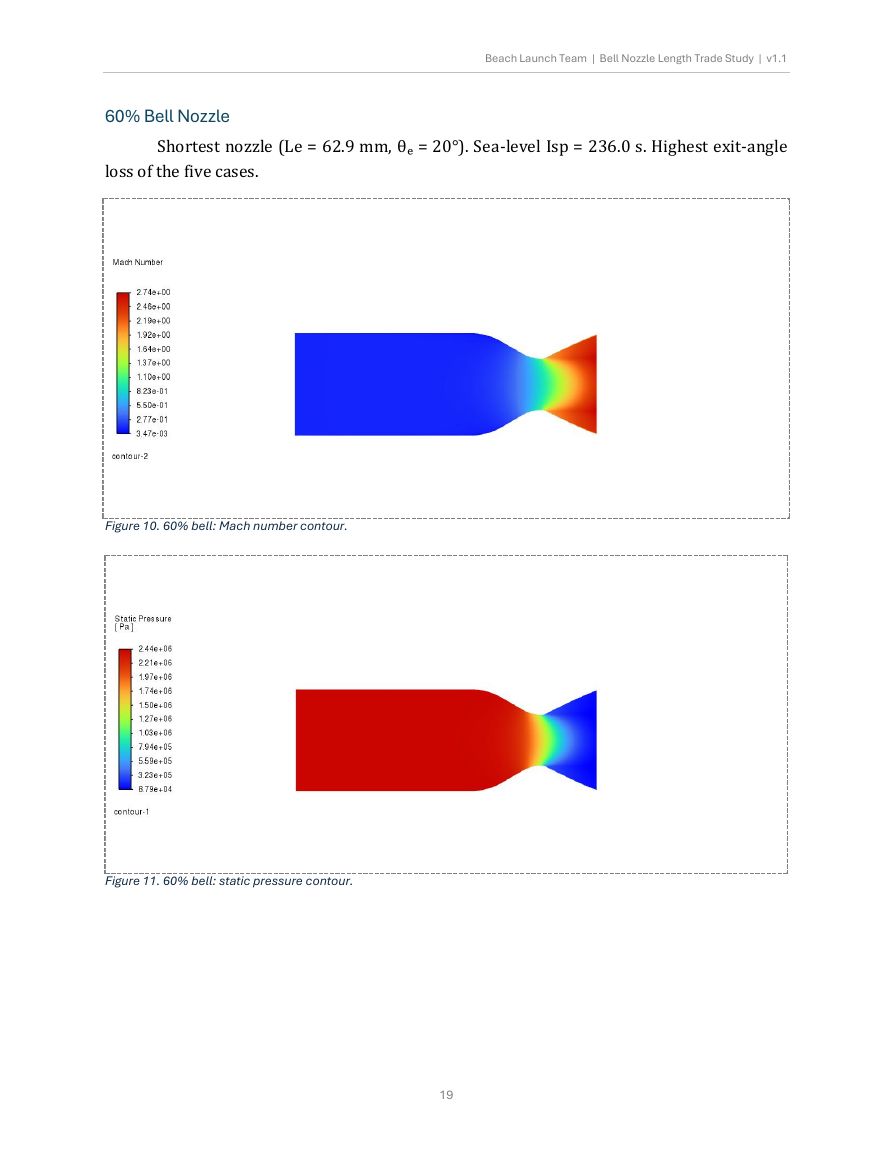 Beach Launch Team | Bell Nozzle Length Trade Study | v1.1
60% Bell Nozzle
Shortest nozzle (Le = 62.9 mm, θₑ = 20°). Sea-level Isp = 236.0 s. Highest exit-angle
loss of the five cases.
Mach Number
2.74e+00
2.46e+00
2.19e+00
1.92e+00
1.64e+00
1.37e+00
1.10e+00
8.23e-01
5.50e-01
2.77e-01
3.47e-03
contour-2
Figure 10. 60% bell: Mach number contour.
Static Pressure
[ Pa ]
2.44e+06
2.21e+06
1.97e+06
1.74e+06
1.50e+06
1.27e+06
1.03e+06
7.94e+05
5.59e+05
3.23e+05
8.79e+04
contour-1
Figure 11. 60% bell: static pressure contour.
19